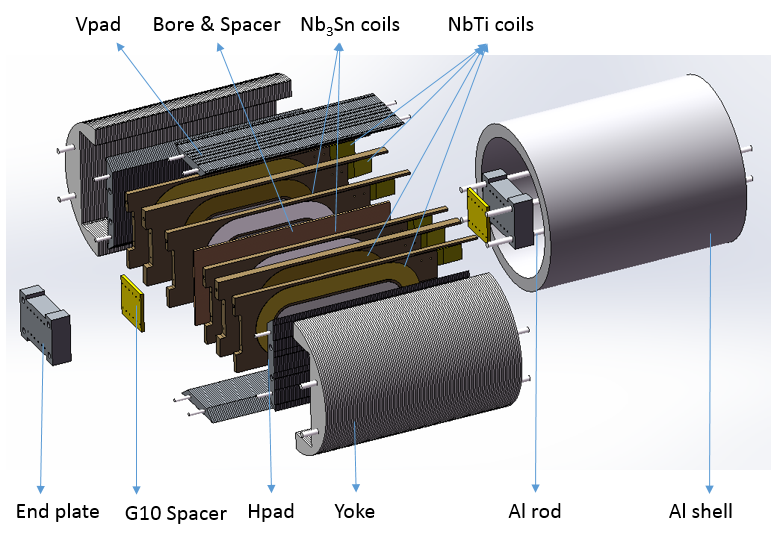 Vpad
Bore & Spacer
Nb₃Sn coils
NbTi coils
End plate
G10 Spacer
Hpad
Yoke
Al rod
Al shell